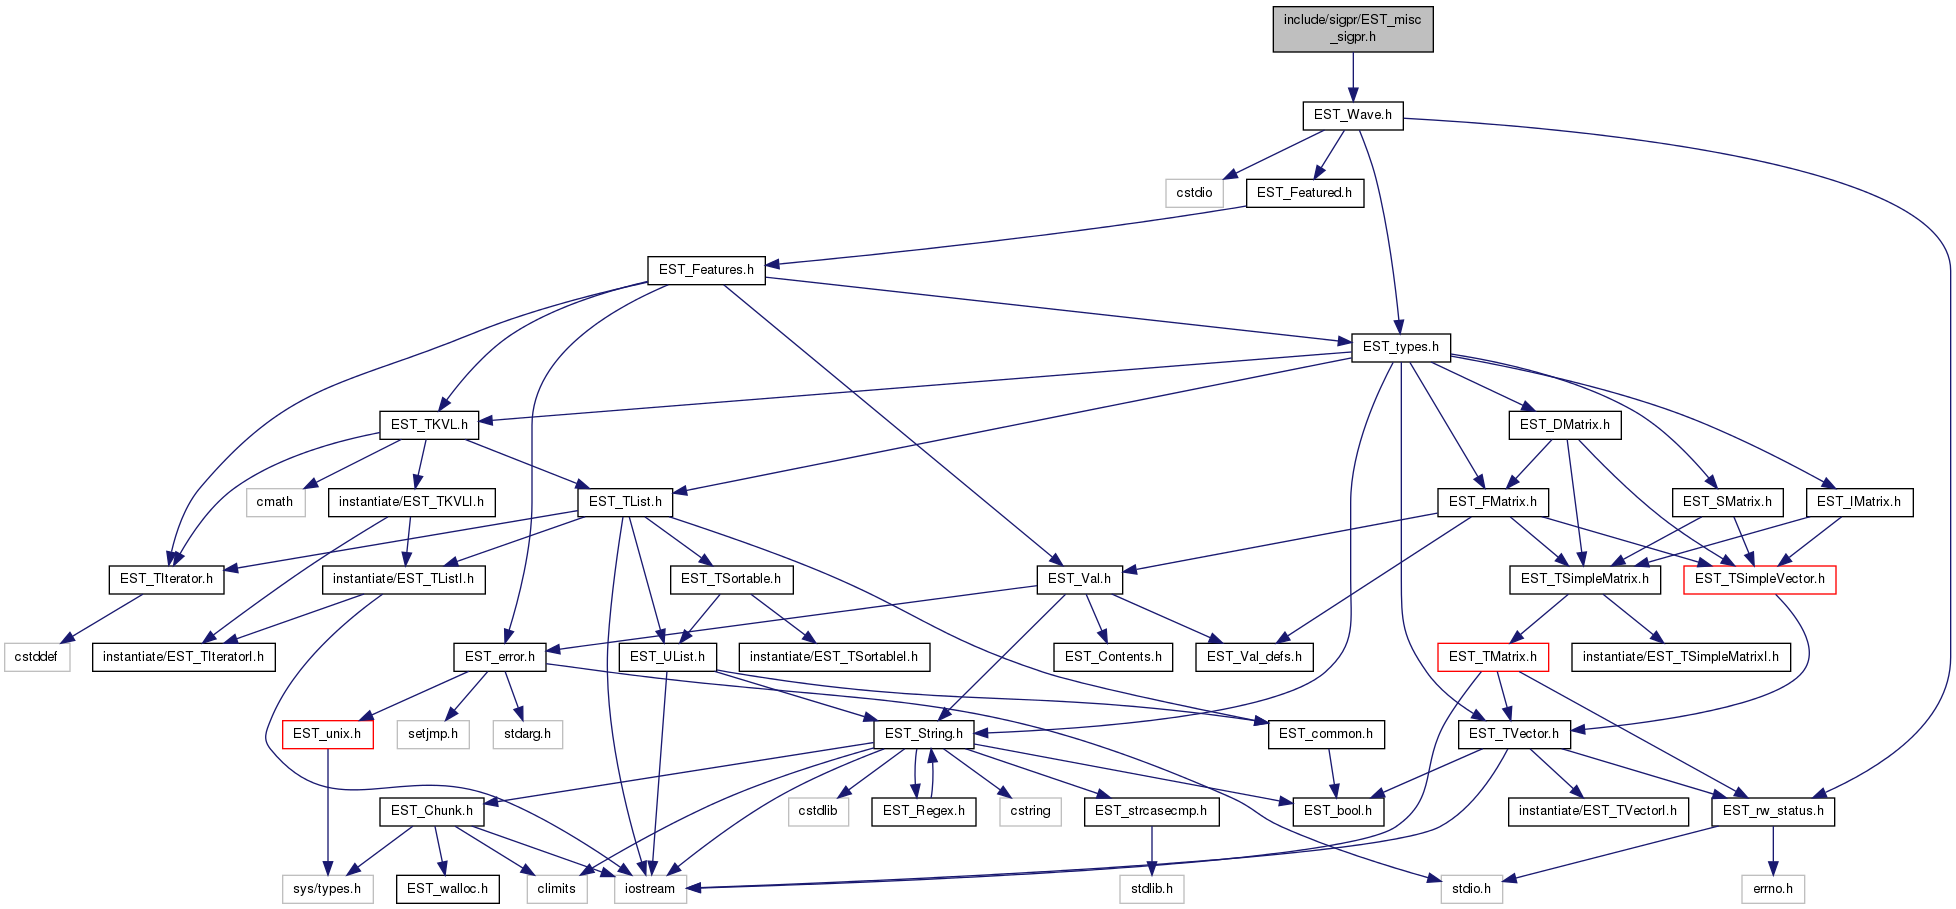 include/sigpr/EST_misc
_sigpr.h
EST_Wave.h
cstdio
EST_Featured.h
EST_Features.h
EST_types.h
EST_TKVL.h
EST_DMatrix.h
cmath
instantiate/EST_TKVLI.h
EST_TList.h
EST_FMatrix.h
EST_SMatrix.h
EST_IMatrix.h
EST_TIterator.h
instantiate/EST_TListI.h
EST_TSortable.h
EST_Val.h
EST_TSimpleMatrix.h
EST_TSimpleVector.h
cstddef
instantiate/EST_TIteratorI.h
EST_error.h
EST_UList.h
instantiate/EST_TSortableI.h
EST_Contents.h
EST_Val_defs.h
EST_TMatrix.h
instantiate/EST_TSimpleMatrixI.h
EST_unix.h
setjmp.h
stdarg.h
EST_String.h
EST_common.h
EST_TVector.h
EST_Chunk.h
cstdlib
EST_Regex.h
cstring
EST_strcasecmp.h
EST_bool.h
instantiate/EST_TVectorI.h
EST_rw_status.h
sys/types.h
EST_walloc.h
climits
iostream
stdlib.h
stdio.h
errno.h